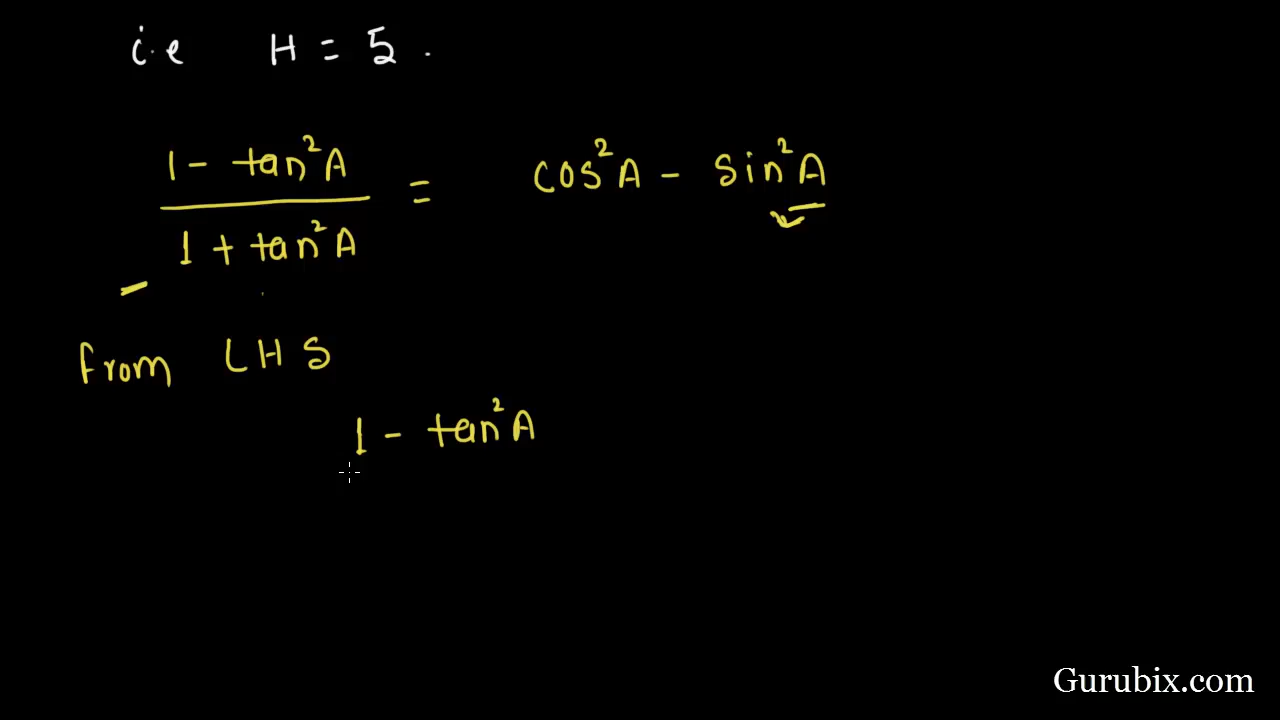 i.e H = 5.
1 - tan²A
= cos²A - sin²A
1 + tan²A
From LHS
1 - tan²A
Gurubix.com